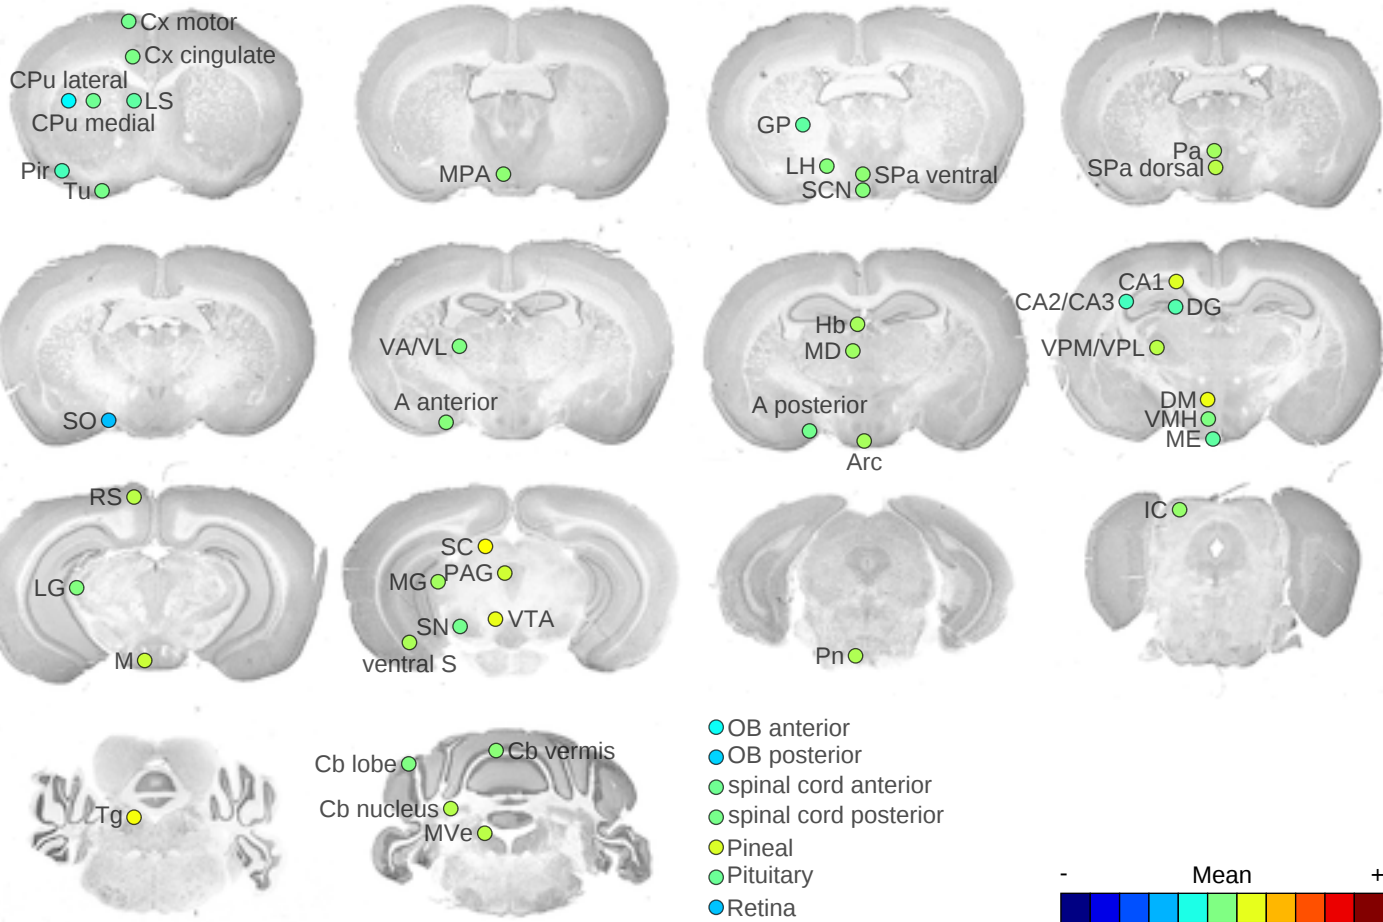 Cx motor
Cx cingulate
CPu lateral
LS
CPu medial
Pir
Tu
MPA
GP
LH
SPa ventral
SCN
Pa
SPa dorsal
SO
VA/VL
A anterior
Hb
MD
A posterior
Arc
CA1
CA2/CA3
DG
VPM/VPL
DM
VMH
ME
RS
LG
M
SC
PAG
MG
VTA
SN
ventral S
Pn
IC
Tg
Cb lobe
Cb vermis
Cb nucleus
MVe
OB anterior
OB posterior
spinal cord anterior
spinal cord posterior
Pineal
Pituitary
Retina
- Mean +